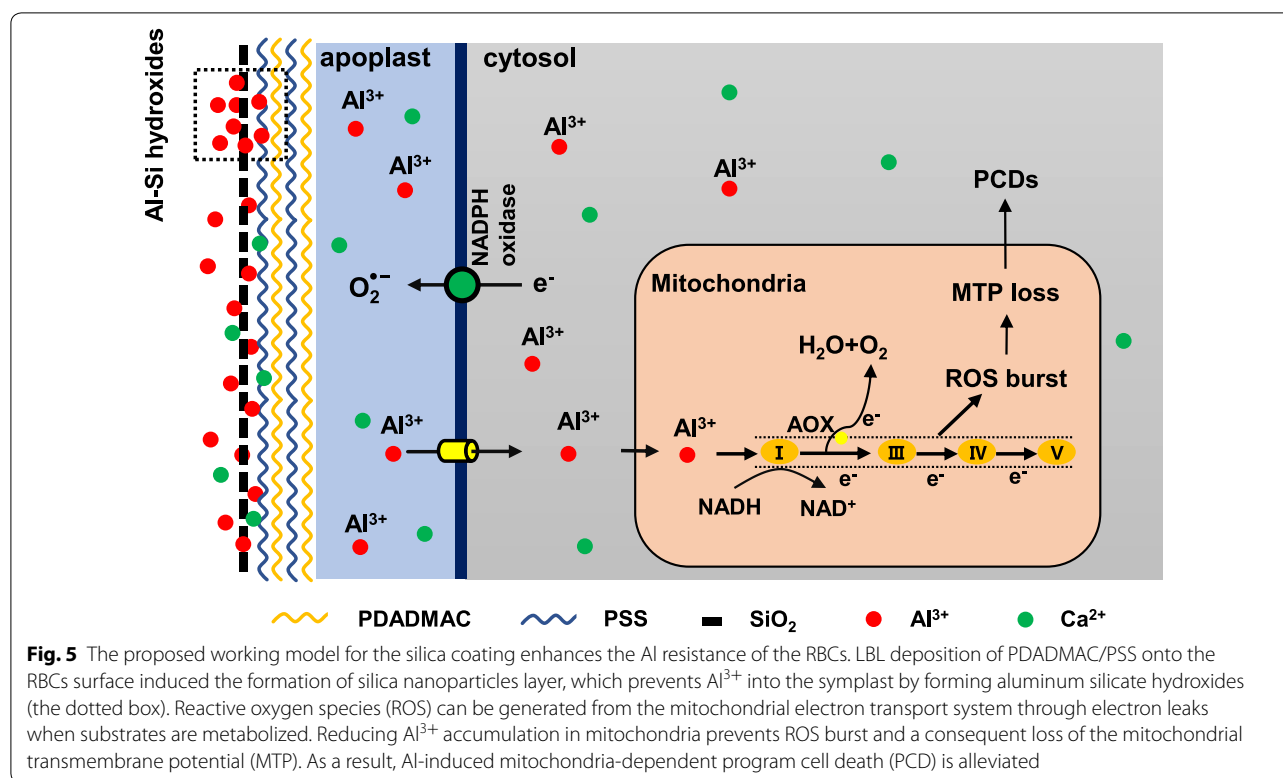 apoplast
cytosol
Al-Si hydroxides
Al³⁺
Al³⁺
Al³⁺
Al³⁺
NADPH
oxidase
PCDs
O₂•−
e-
Mitochondria
MTP loss
Al³⁺
H₂O+O₂
ROS burst
Al³⁺
Al³⁺
Al³⁺
AOX
e-
I
III
IV
V
e-
e-
e-
NADH
NAD⁺
Al³⁺
PDADMAC
PSS
SiO₂
Al³⁺
Ca²⁺
Fig. 5 The proposed working model for the silica coating enhances the Al resistance of the RBCs. LBL deposition of PDADMAC/PSS onto the
RBCs surface induced the formation of silica nanoparticles layer, which prevents Al³⁺ into the symplast by forming aluminum silicate hydroxides
(the dotted box). Reactive oxygen species (ROS) can be generated from the mitochondrial electron transport system through electron leaks
when substrates are metabolized. Reducing Al³⁺ accumulation in mitochondria prevents ROS burst and a consequent loss of the mitochondrial
transmembrane potential (MTP). As a result, Al-induced mitochondria-dependent program cell death (PCD) is alleviated